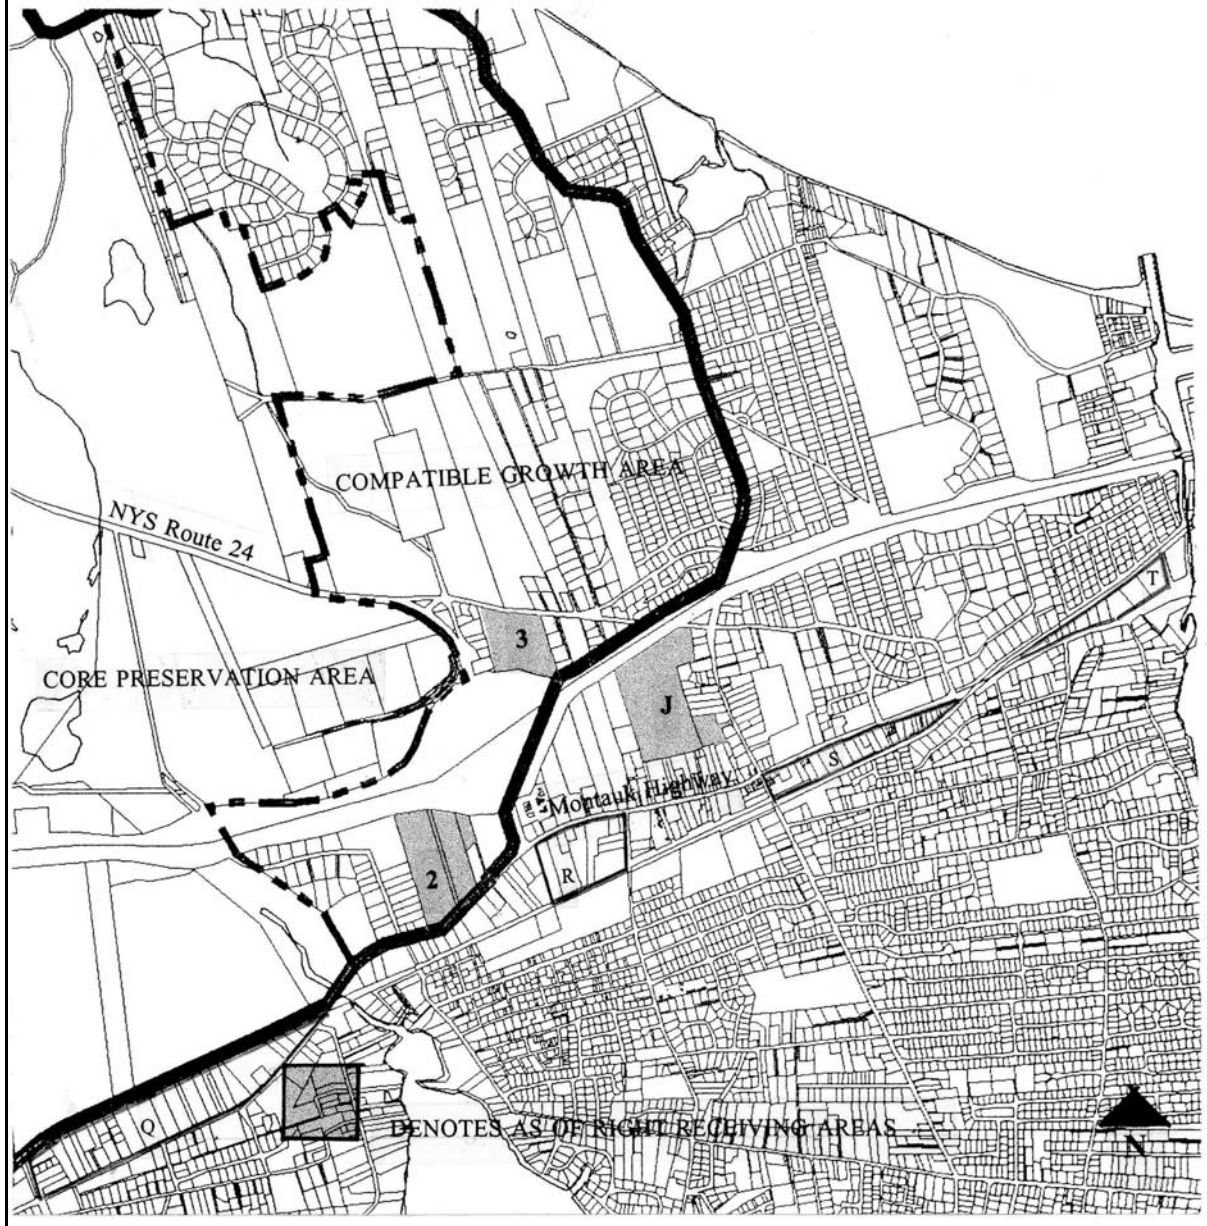 COMPATIBLE GROWTH AREA
NYS Route 24
3
CORE PRESERVATION AREA
J
T
S
Montauk Highway
2
R
Q
DENOTES AS OF RIGHT RECEIVING AREAS
N